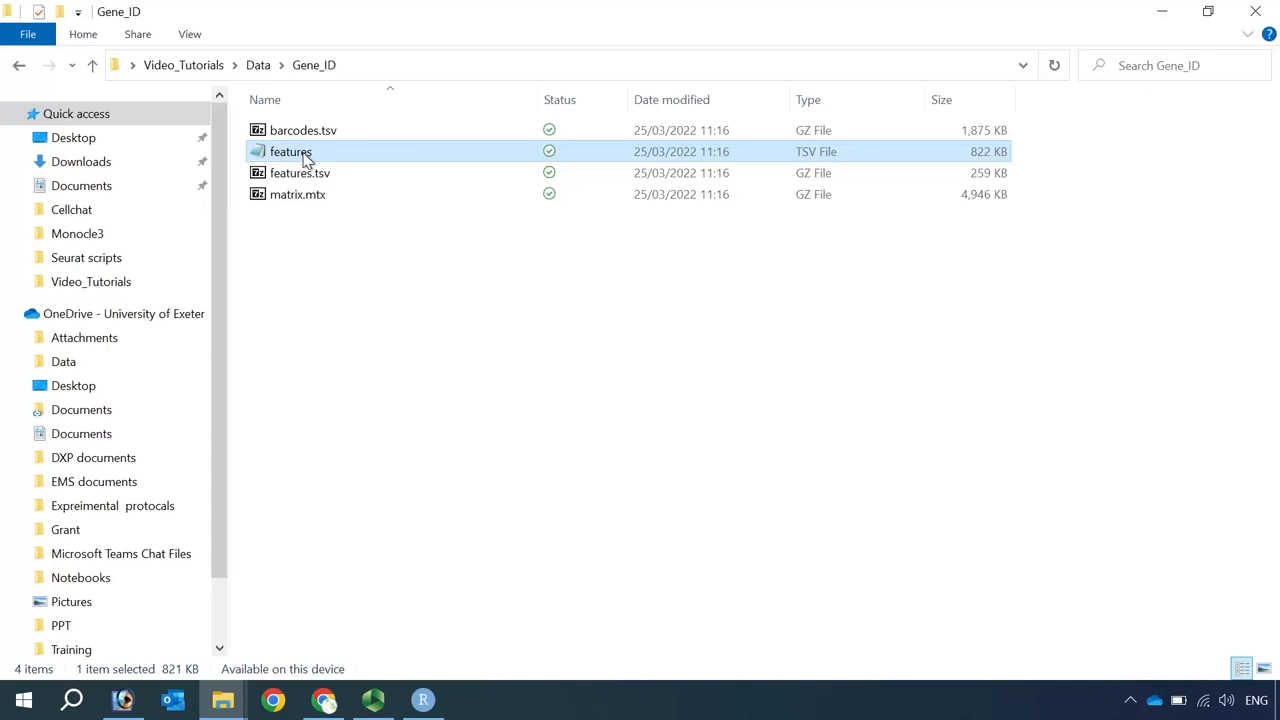 Gene_ID
File Home Share View
Video_Tutorials Data Gene_ID Search Gene_ID
Name Status Date modified Type Size
barcodes.tsv 25/03/2022 11:16 GZ File 1,875 KB
features 25/03/2022 11:16 TSV File 822 KB
features.tsv 25/03/2022 11:16 GZ File 259 KB
matrix.mtx 25/03/2022 11:16 GZ File 4,946 KB
Quick access
Desktop
Downloads
Documents
Cellchat
Monocle3
Seurat scripts
Video_Tutorials
OneDrive - University of Exeter
Attachments
Data
Desktop
Documents
Documents
DXP documents
EMS documents
Expreimental protocals
Grant
Microsoft Teams Chat Files
Notebooks
Pictures
PPT
Training
4 items 1 item selected 821 KB Available on this device
R ENG